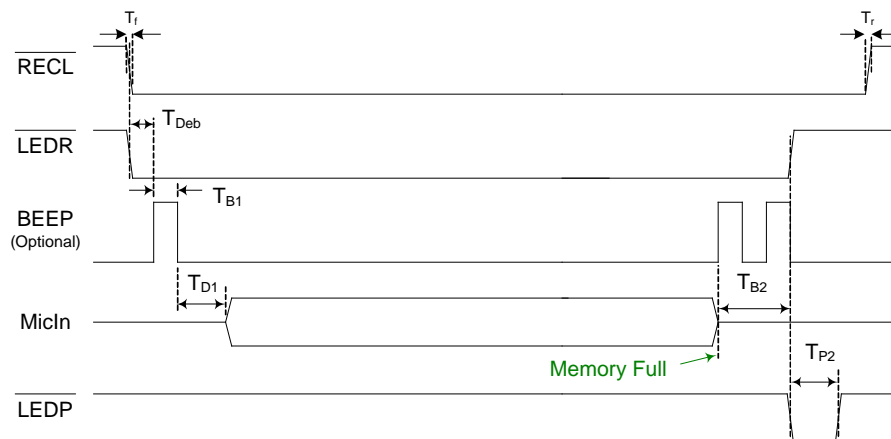 Tf
Tr
RECL
TDeb
LEDR
TB1
BEEP
(Optional)
TD1
TB2
MicIn
Memory Full
TP2
LEDP